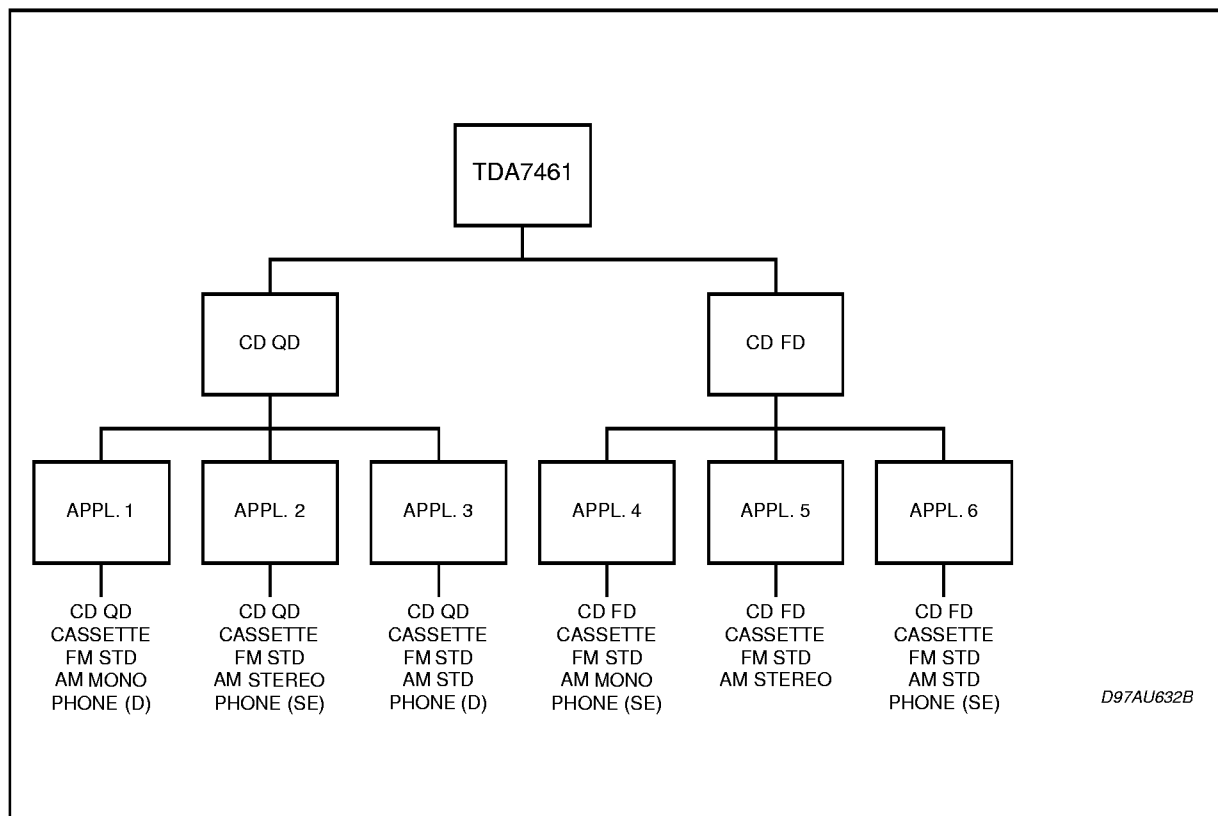 TDA7461
CD QD
CD FD
APPL. 1
APPL. 2
APPL. 3
APPL. 4
APPL. 5
APPL. 6
CD QD
CASSETTE
FM STD
AM MONO
PHONE (D)
CD QD
CASSETTE
FM STD
AM STEREO
PHONE (SE)
CD QD
CASSETTE
FM STD
AM STD
PHONE (D)
CD FD
CASSETTE
FM STD
AM MONO
PHONE (SE)
CD FD
CASSETTE
FM STD
AM STEREO
CD FD
CASSETTE
FM STD
AM STD
PHONE (SE)
D97AU632B